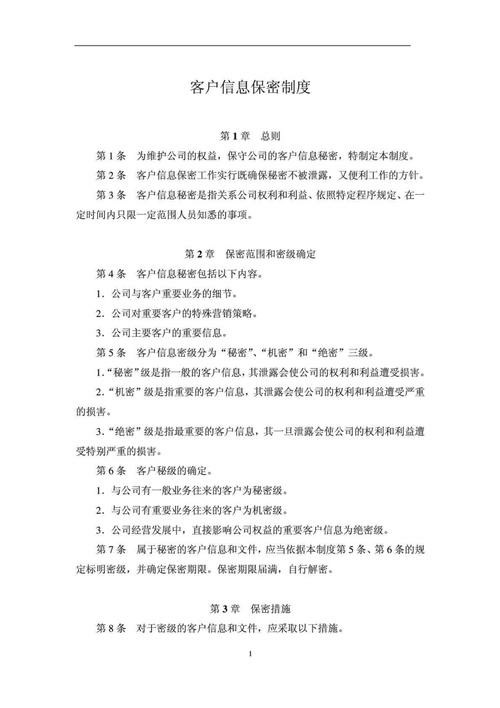 客户信息保密制度
第 1 章　总则
第 1 条　为维护公司的权益，保守公司的客户信息秘密，特制定本制度。
第 2 条　客户信息保密工作实行既确保秘密不被泄露，又便利工作的方针。
第 3 条　客户信息秘密是指关系公司权利和利益、依照特定程序规定、在一
定时间内只限一定范围人员知悉的事项。
第 2 章　保密范围和密级确定
第 4 条　客户信息秘密包括以下内容。
1．公司与客户重要业务的细节。
2．公司对重要客户的特殊营销策略。
3．公司主要客户的重要信息。
第 5 条　客户信息密级分为“秘密”、“机密”和“绝密”三级。
1.“秘密”级是指一般的客户信息，其泄露会使公司的权利和利益遭受损害。
2.“机密”级是指重要的客户信息，其泄露会使公司的权利和利益遭受严重
的损害。
3.“绝密”级是指最重要的客户信息，其一旦泄露会使公司的权利和利益遭
受特别严重的损害。
第 6 条　客户秘级的确定。
1．与公司有一般业务往来的客户为秘密级。
2．与公司有重要业务往来的客户为机密级。
3．公司经营发展中，直接影响公司权益的重要客户信息为绝密级。
第 7 条　属于秘密的客户信息和文件，应当依据本制度第 5 条、第 6 条的规
定标明密级，并确定保密期限。保密期限届满，自行解密。
第 3 章　保密措施
第 8 条　对于密级的客户信息和文件，应采取以下措施。
1